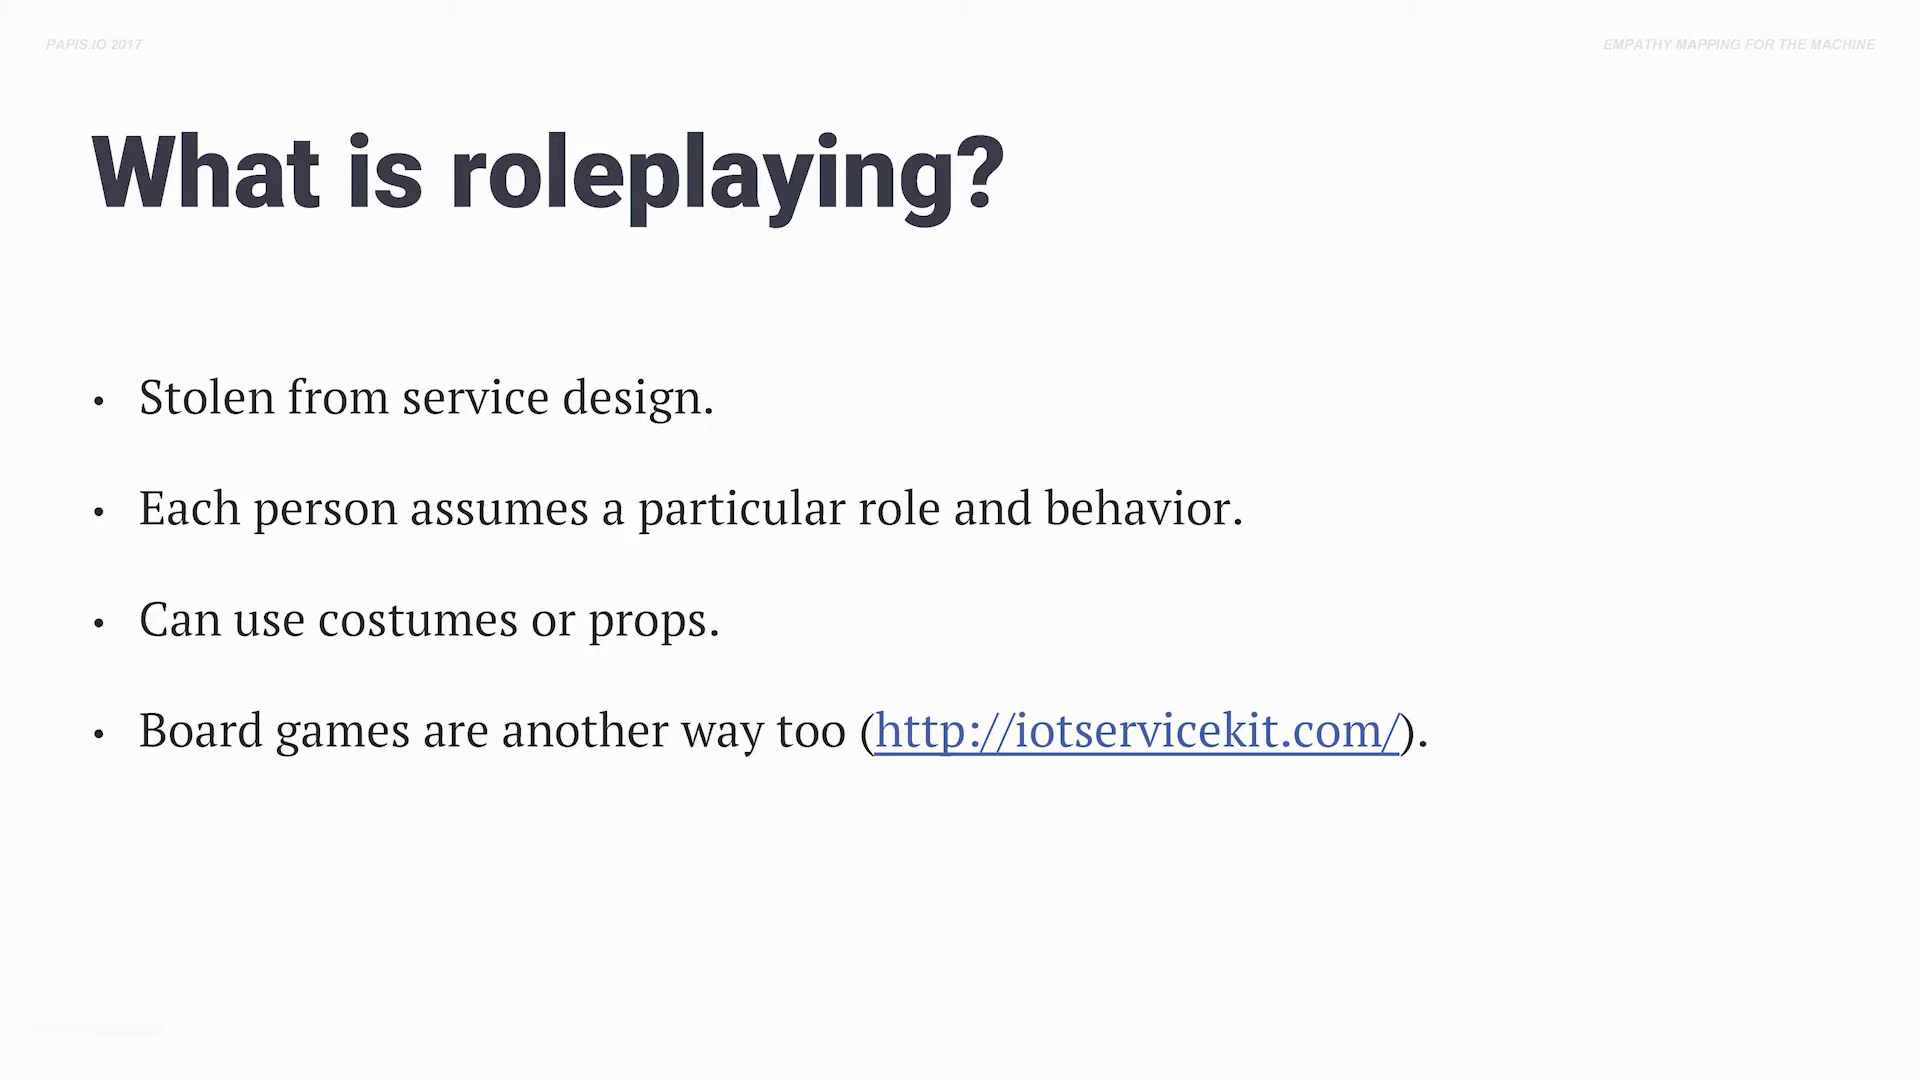 PAPIS.IO 2017
EMPATHY MAPPING FOR THE MACHINE
What is roleplaying?
• Stolen from service design.
• Each person assumes a particular role and behavior.
• Can use costumes or props.
• Board games are another way too (http://iotservicekit.com/).